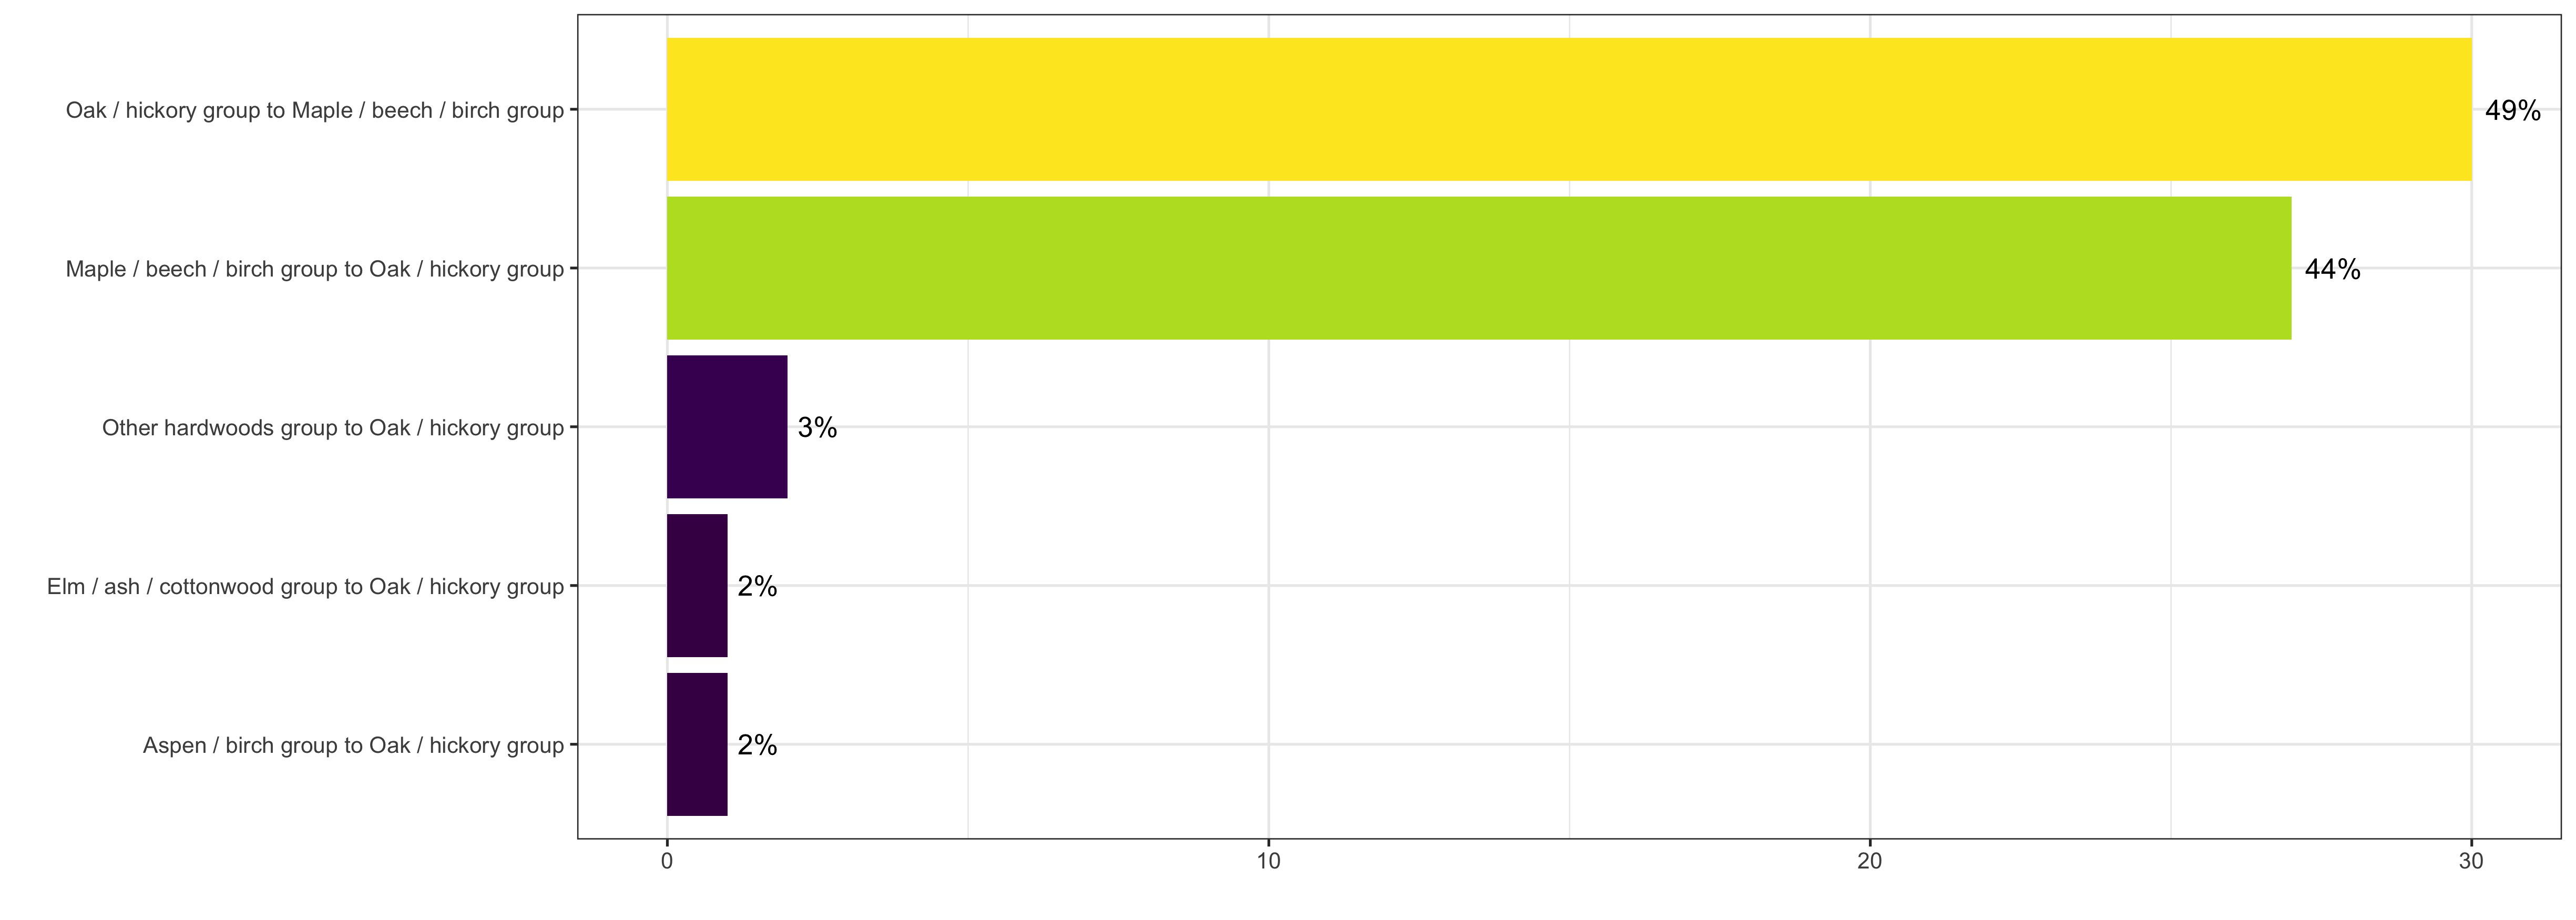 Oak / hickory group to Maple / beech / birch group
49%
Maple / beech / birch group to Oak / hickory group
44%
Other hardwoods group to Oak / hickory group
3%
Elm / ash / cottonwood group to Oak / hickory group
2%
Aspen / birch group to Oak / hickory group
2%
0 10 20 30